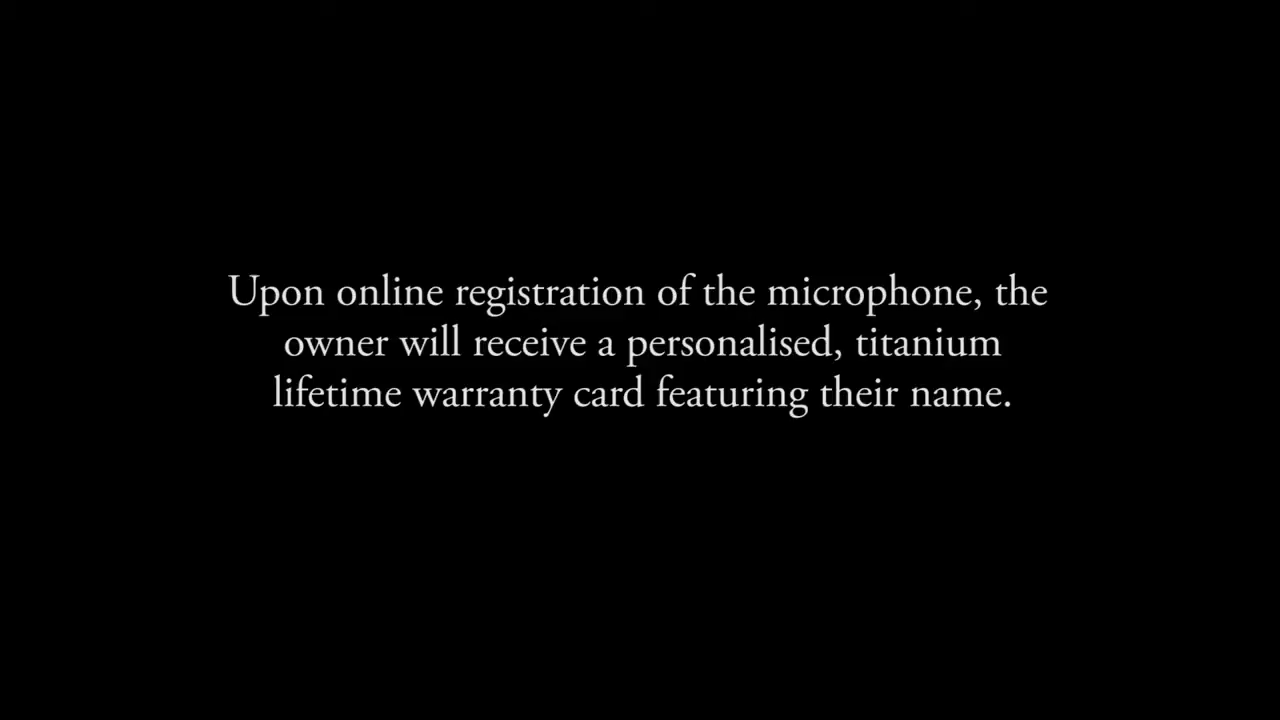 Upon online registration of the microphone, the
owner will receive a personalised, titanium
lifetime warranty card featuring their name.